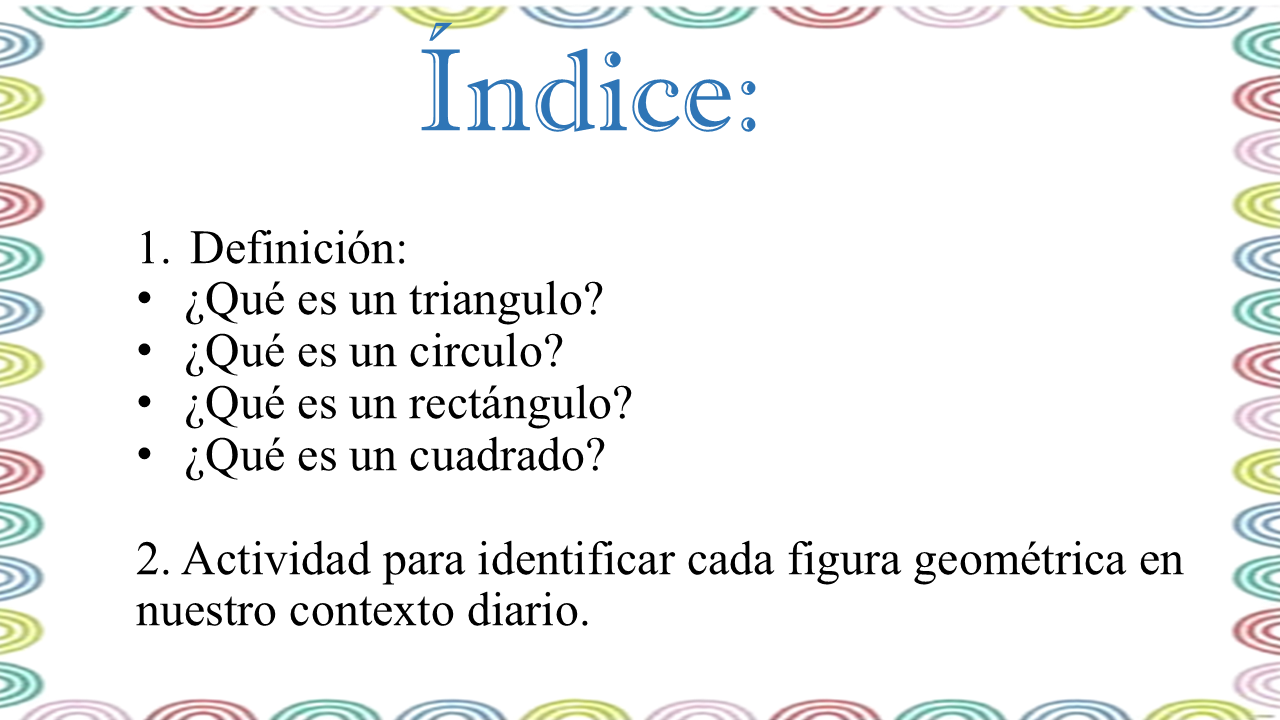 Índice:
1. Definición:
• ¿Qué es un triangulo?
• ¿Qué es un circulo?
• ¿Qué es un rectángulo?
• ¿Qué es un cuadrado?
2. Actividad para identificar cada figura geométrica en
nuestro contexto diario.